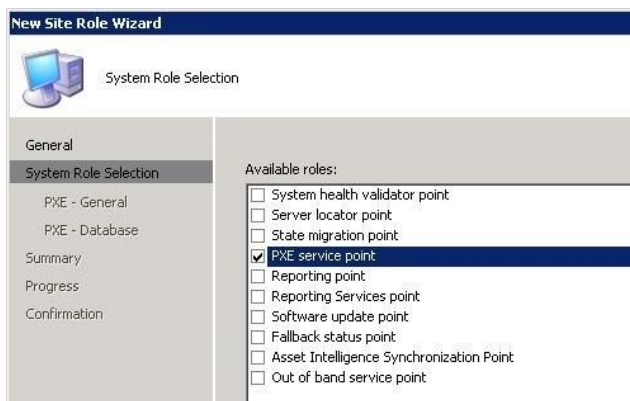 New Site Role Wizard
System Role Selection
General
System Role Selection
PXE - General
PXE - Database
Summary
Progress
Confirmation
Available roles:
System health validator point
Server locator point
State migration point
PXE service point
Reporting point
Reporting Services point
Software update point
Fallback status point
Asset Intelligence Synchronization Point
Out of band service point